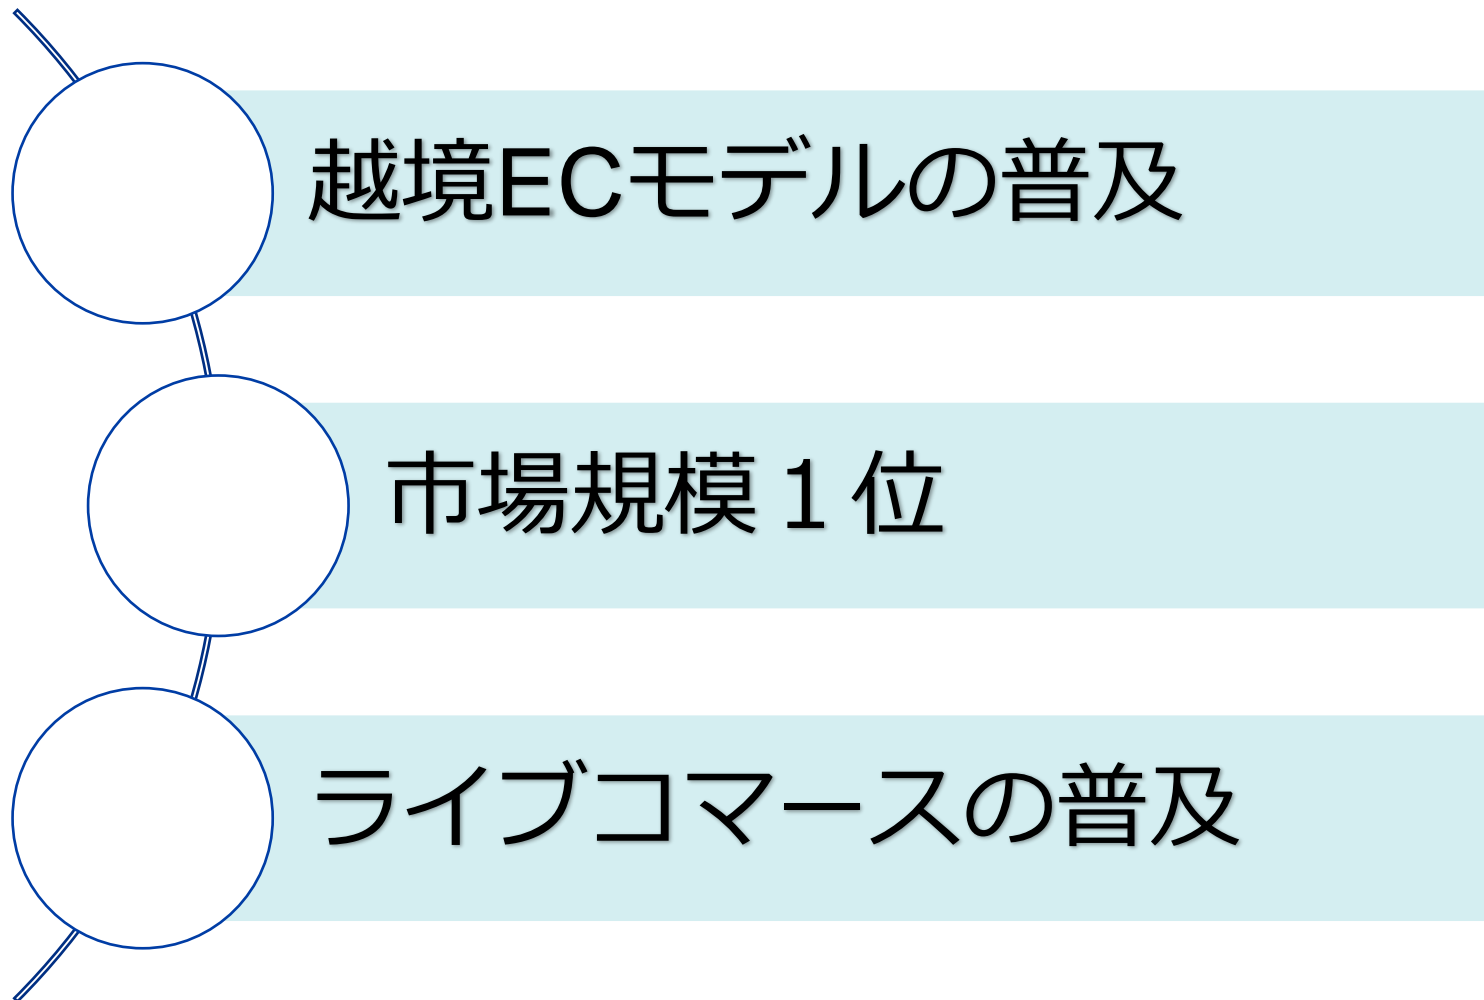 越境ECモデルの普及
市場規模１位
ライブコマースの普及